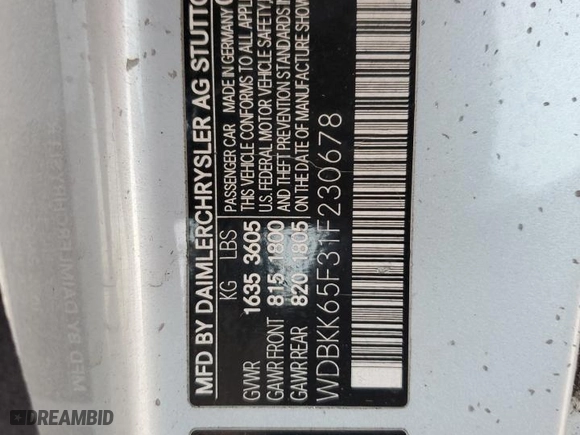 MFD BY DAIMLERCHRYSLER AG STUTTG
KG LBS
GVWR 1635 3605
GAWR FRONT 815 1800
GAWR REAR 820 1805
PASSENGER CAR MADE IN GERMANY
THIS VEHICLE CONFORMS TO ALL APPL
U.S. FEDERAL MOTOR VEHICLE SAFETY
AND THEFT PREVENTION STANDARDS IN
ON THE DATE OF MANUFACTURE SHOW
WDBKK65F31F230678
DREAMBID